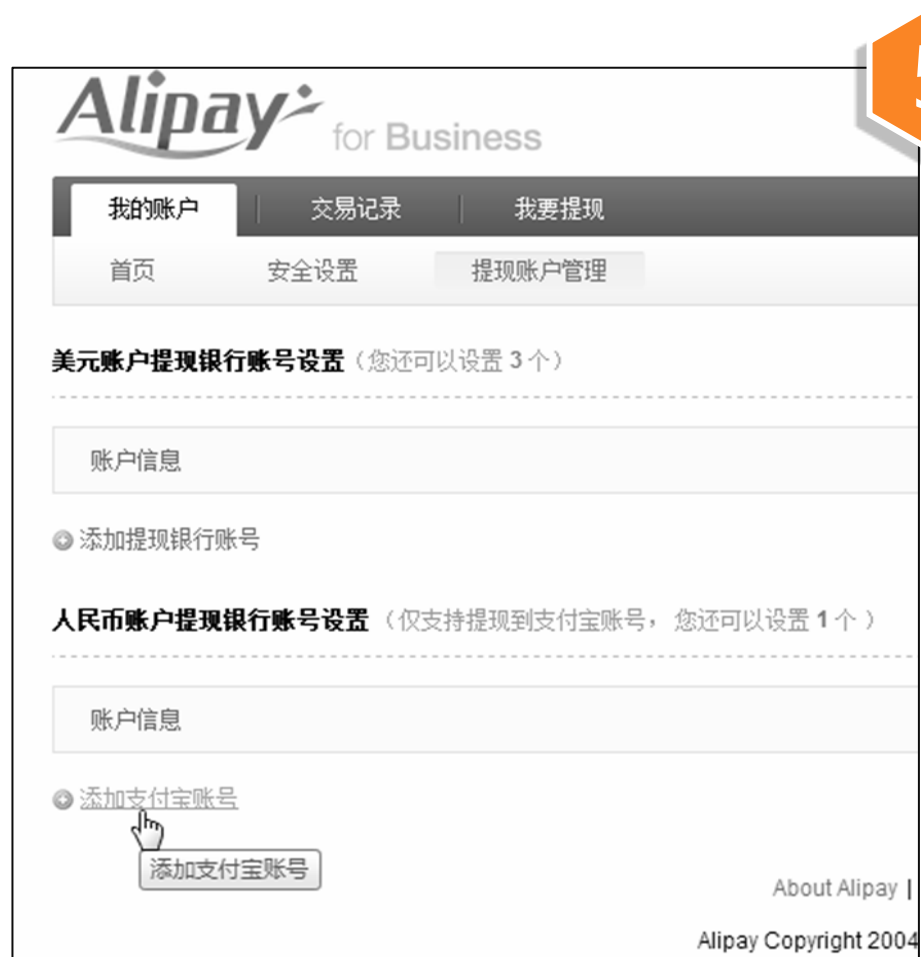 5
Alipay for Business
我的账户 交易记录 我要提现
首页 安全设置 提现账户管理
美元账户提现银行账号设置（您还可以设置 3 个）
账户信息
添加提现银行账号
人民币账户提现银行账号设置（仅支持提现到支付宝账号，您还可以设置 1 个 ）
账户信息
添加支付宝账号
添加支付宝账号
About Alipay |
Alipay Copyright 2004